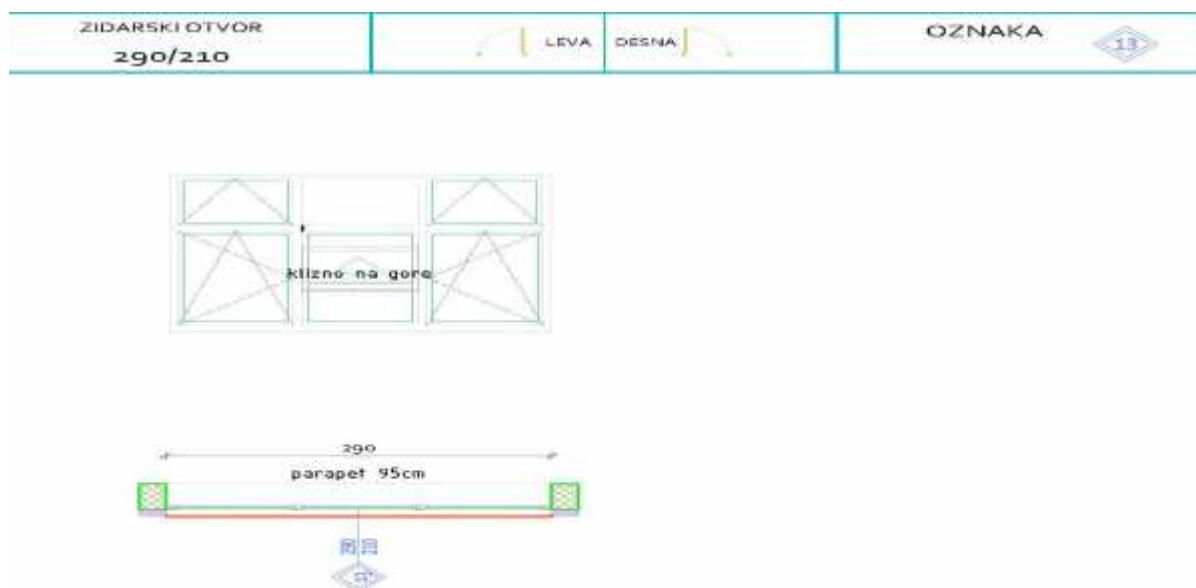 ZIDARSKI OTVOR
290/210
LEVA
DESNA
OZNAKA
13
klizno na gore
290
parapet 95cm